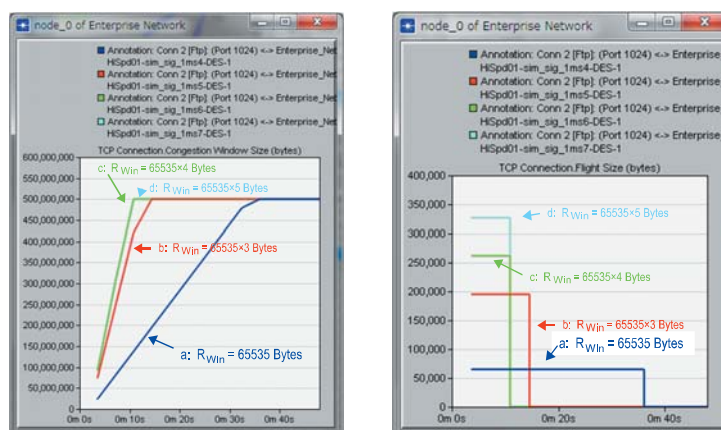 node_0 of Enterprise Network
Annotation: Conn 2 [Ftp]: (Port 1024) <-> Enterprise_Net
HiSpd01-sim_sig_1ms4-DES-1
Annotation: Conn 2 [Ftp]: (Port 1024) <-> Enterprise_Net
HiSpd01-sim_sig_1ms5-DES-1
Annotation: Conn 2 [Ftp]: (Port 1024) <-> Enterprise_Net
HiSpd01-sim_sig_1ms6-DES-1
Annotation: Conn 2 [Ftp]: (Port 1024) <-> Enterprise_Net
HiSpd01-sim_sig_1ms7-DES-1
TCP Connection.Congestion Window Size (bytes)
600,000,000
550,000,000
500,000,000
450,000,000
400,000,000
350,000,000
300,000,000
250,000,000
200,000,000
150,000,000
100,000,000
50,000,000
0
c: RWin = 65535×4 Bytes
d: RWin = 65535×5 Bytes
b: RWin = 65535×3 Bytes
a: RWin = 65535 Bytes
0m 0s
0m 10s
0m 20s
0m 30s
0m 40s
node_0 of Enterprise Network
Annotation: Conn 2 [Ftp]: (Port 1024) <-> Enterprise
HiSpd01-sim_sig_1ms4-DES-1
Annotation: Conn 2 [Ftp]: (Port 1024) <-> Enterprise
HiSpd01-sim_sig_1ms5-DES-1
Annotation: Conn 2 [Ftp]: (Port 1024) <-> Enterprise
HiSpd01-sim_sig_1ms6-DES-1
Annotation: Conn 2 [Ftp]: (Port 1024) <-> Enterprise
HiSpd01-sim_sig_1ms7-DES-1
TCP Connection.Flight Size (bytes)
400,000
350,000
300,000
250,000
200,000
150,000
100,000
50,000
0
d: RWin = 65535×5 Bytes
c: RWin = 65535×4 Bytes
b: RWin = 65535×3 Bytes
a: RWin = 65535 Bytes
0m 0s
0m 20s
0m 40s